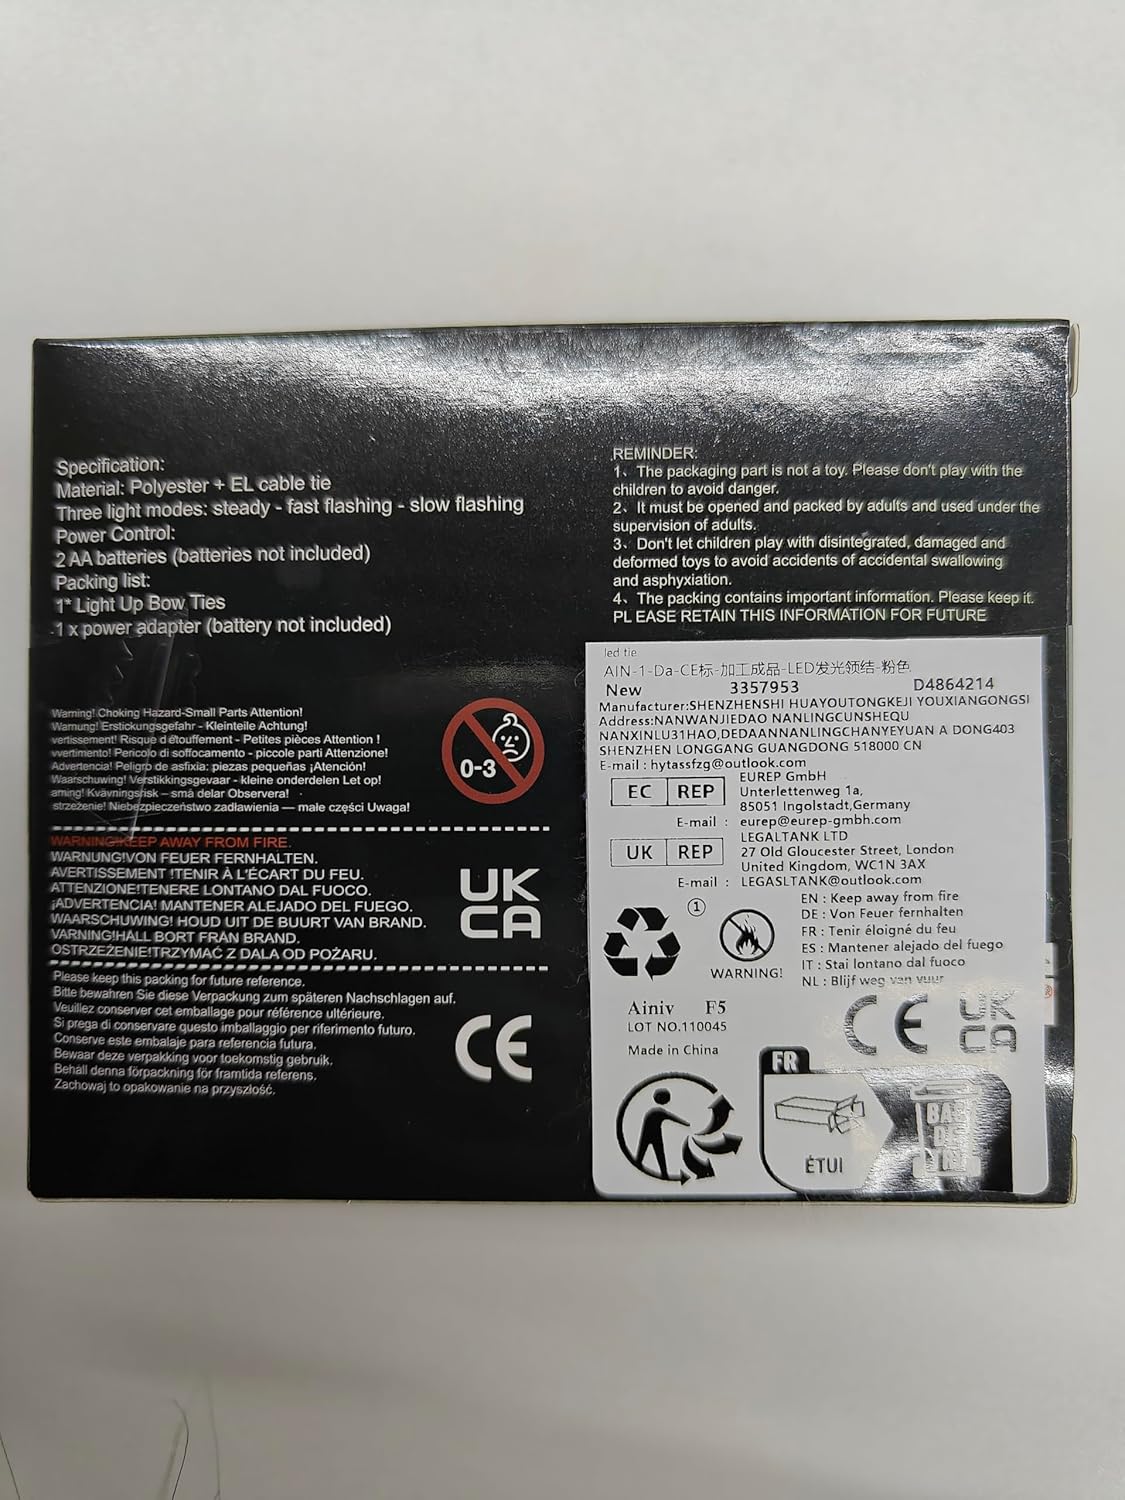 Specification:
Material: Polyester + EL cable tie
Three light modes: steady - fast flashing - slow flashing
Power Control:
2 AA batteries (batteries not included)
Packing list:
1* Light Up Bow Ties
1 x power adapter (battery not included)
Warning! Choking Hazard-Small Parts Attention!
Warnung! Erstickungsgefahr - Kleinteile Achtung!
vertissement! Risque d'étouffement - Petites pièces Attention !
vvertimento! Pericolo di soffocamento - piccole parti Attenzione!
Advertencia! Peligro de asfixia: piezas pequeñas ¡Atención!
Waarschuwing! Verstikkingsgevaar - kleine onderdelen Let op!
aming! Kvävningsrisk – små delar Observera!
strzeżenie! Niebezpieczeństwo zadławienia — małe części Uwaga!
0-3
WARNING!KEEP AWAY FROM FIRE.
WARNUNG!VON FEUER FERNHALTEN.
AVERTISSEMENT !TENIR À L'ÉCART DU FEU.
ATTENZIONE!TENERE LONTANO DAL FUOCO.
¡ADVERTENCIA! MANTENER ALEJADO DEL FUEGO.
WAARSCHUWING! HOUD UIT DE BUURT VAN BRAND.
VARNING!HÅLL BORT FRÅN BRAND.
OSTRZEŻENIE!TRZYMAĆ Z DALA OD POŻARU.
UK
CA
Please keep this packing for future reference.
Bitte bewahren Sie diese Verpackung zum späteren Nachschlagen auf.
Veuillez conserver cet emballage pour référence ultérieure.
Si prega di conservare questo imballaggio per riferimento futuro.
Conserve este embalaje para referencia futura.
Bewaar deze verpakking voor toekomstig gebruik.
Behåll denna förpackning för framtida referens.
Zachowaj to opakowanie na przyszłość.
CE
REMINDER:
1、The packaging part is not a toy. Please don't play with the
children to avoid danger.
2、It must be opened and packed by adults and used under the
supervision of adults.
3、Don't let children play with disintegrated, damaged and
deformed toys to avoid accidents of accidental swallowing
and asphyxiation.
4、The packing contains important information. Please keep it.
PL EASE RETAIN THIS INFORMATION FOR FUTURE
led tie
AIN-1-Da-CE标-加工成品-LED发光领结-粉色
New 3357953 D4864214
Manufacturer:SHENZHENSHI HUAYOUTONGKEJI YOUXIANGONGSI
Address:NANWANJIEDAO NANLINGCUNSHEQU
NANXINLU31HAO,DEDAANNANLINGCHANYEYUAN A DONG403
SHENZHEN LONGGANG GUANGDONG 518000 CN
E-mail : hytassfzg@outlook.com
EC REP
EUREP GmbH
Unterlettenweg 1a,
85051 Ingolstadt,Germany
E-mail : eurep@eurep-gmbh.com
UK REP
LEGALTANK LTD
27 Old Gloucester Street, London
United Kingdom, WC1N 3AX
E-mail : LEGASLTANK@outlook.com
1
WARNING!
EN : Keep away from fire
DE : Von Feuer fernhalten
FR : Tenir éloigné du feu
ES : Mantener alejado del fuego
IT : Stai lontano dal fuoco
NL : Blijf weg van vuur
Ainiv F5
LOT NO.110045
Made in China
CE
UK
CA
FR
ÉTUI